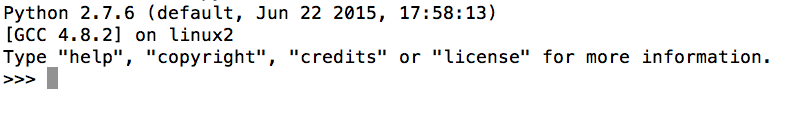 Python 2.7.6 (default, Jun 22 2015, 17:58:13)
[GCC 4.8.2] on linux2
Type "help", "copyright", "credits" or "license" for more information.
>>>